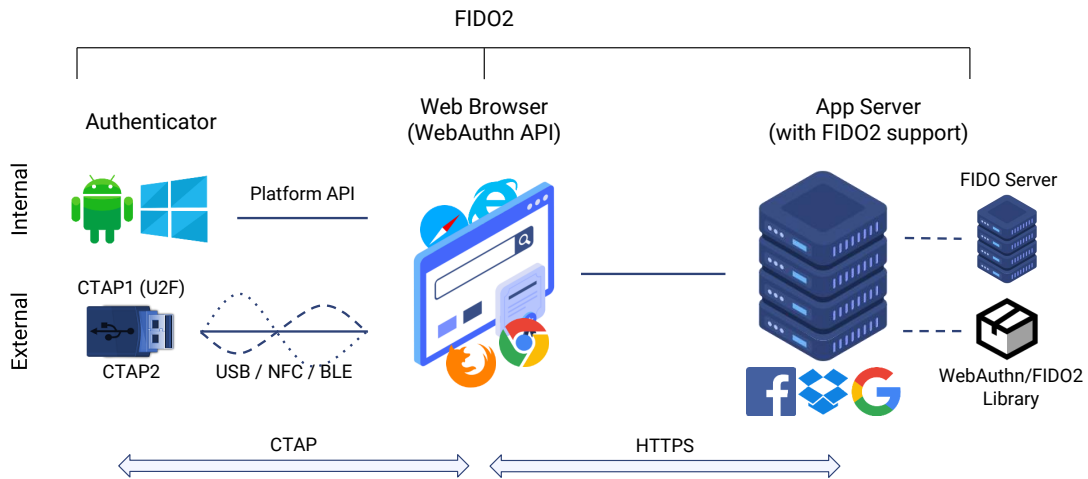 FIDO2
Authenticator
Web Browser
(WebAuthn API)
App Server
(with FIDO2 support)
Internal
Platform API
FIDO Server
External
CTAP1 (U2F)
CTAP2
USB / NFC / BLE
WebAuthn/FIDO2
Library
CTAP
HTTPS